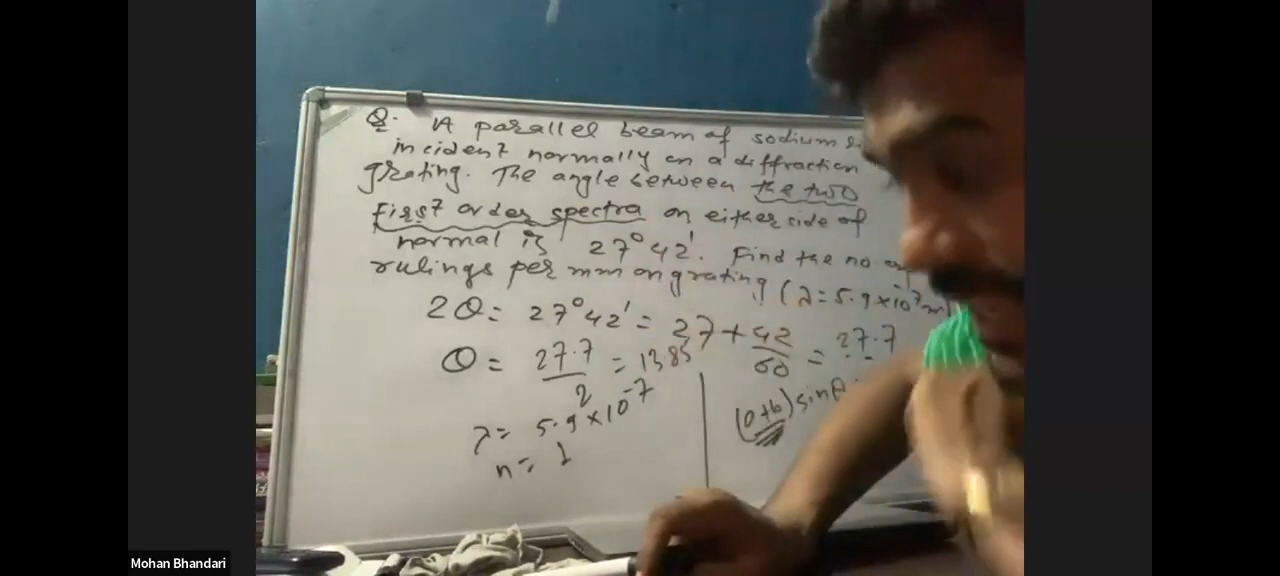 Q. A parallel beam of sodium
incident normally on a diffraction
grating. The angle between the two
first order spectra on either side of
normal is 27° 42'. Find the no of
rulings per mm on grating (λ = 5.9 × 10⁻⁷ m)
2θ = 27° 42' = 27 + 42/60 = 27.7
θ = 27.7/2 = 13.85
λ = 5.9 × 10⁻⁷
n = 1
(a+b) sinθ
Mohan Bhandari